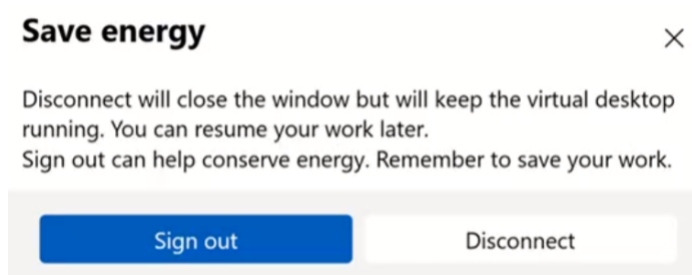 Save energy
Disconnect will close the window but will keep the virtual desktop
running. You can resume your work later.
Sign out can help conserve energy. Remember to save your work.
Sign out
Disconnect